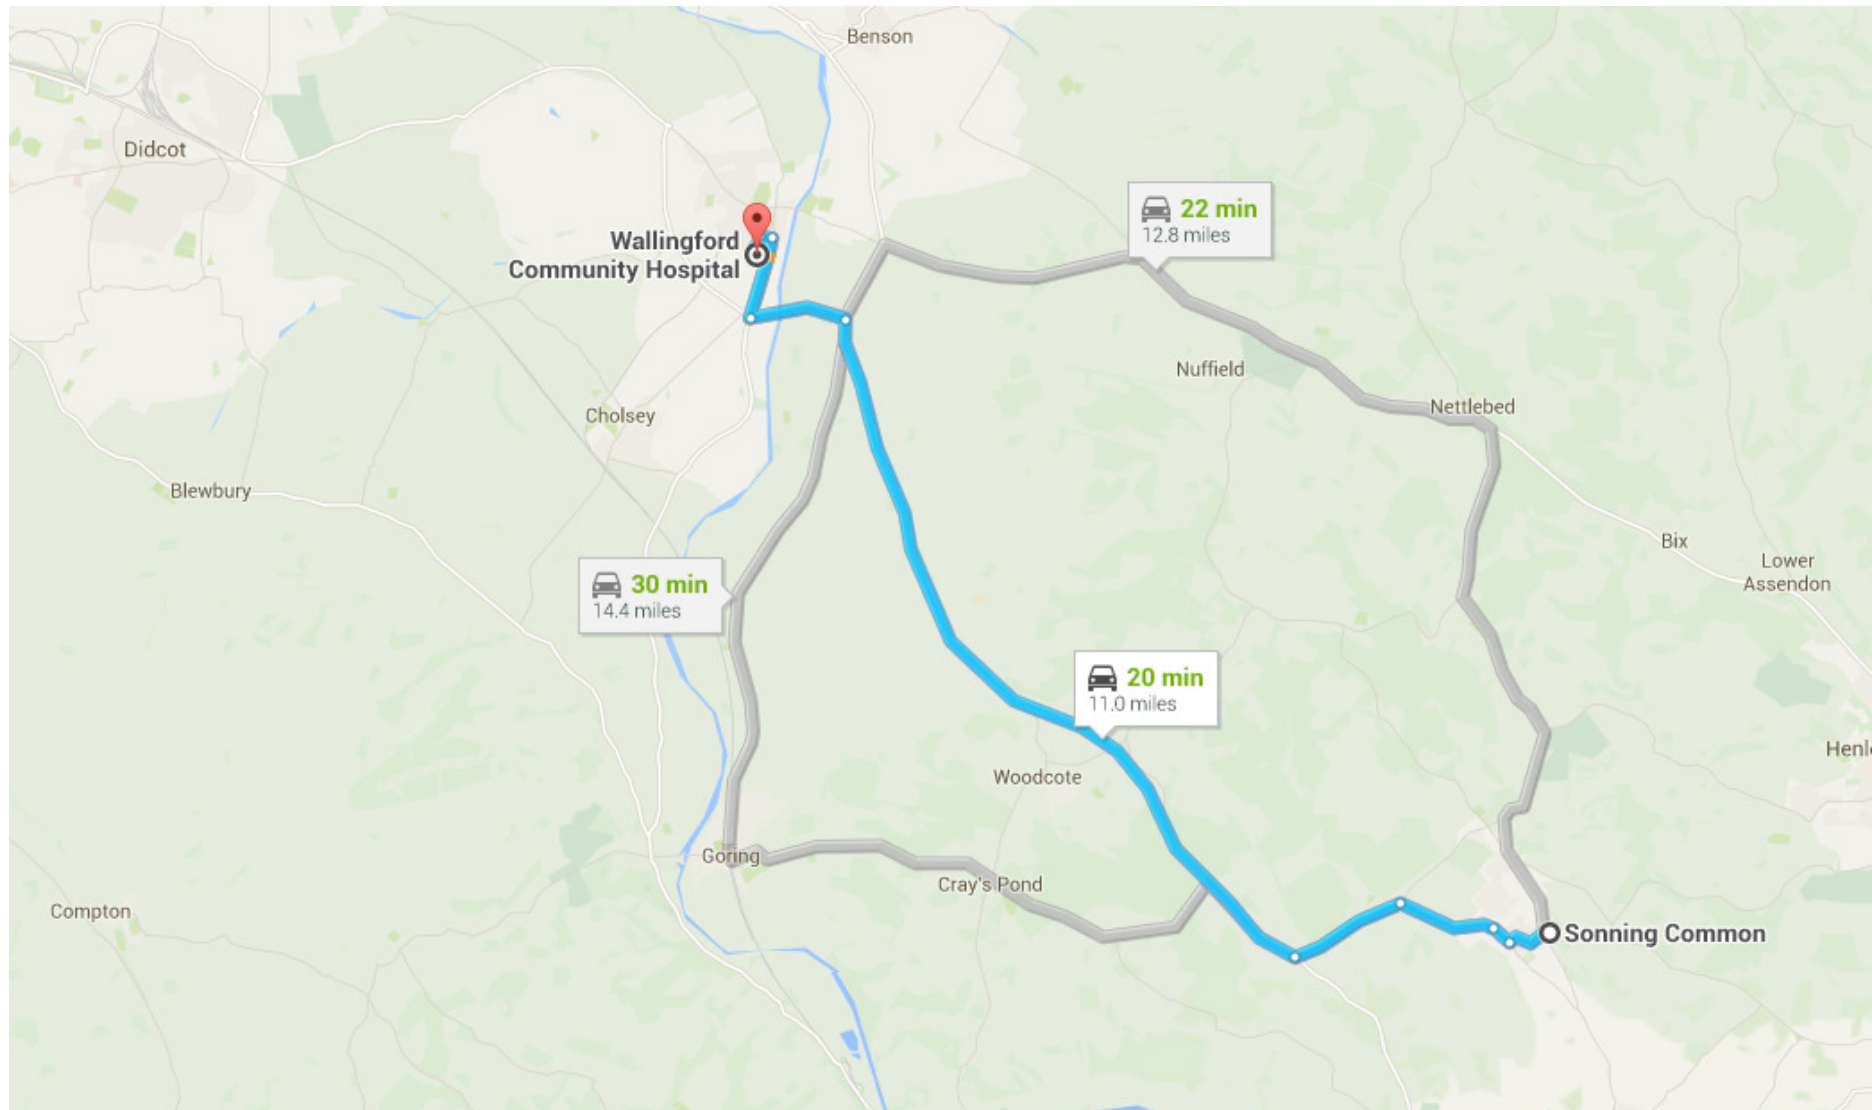 Benson
Didcot
22 min
12.8 miles
Wallingford
Community Hospital
Nuffield
Nettlebed
Cholsey
Blewbury
Bix
Lower
Assendon
30 min
14.4 miles
20 min
11.0 miles
Henl
Woodcote
Goring
Cray's Pond
Compton
Sonning Common